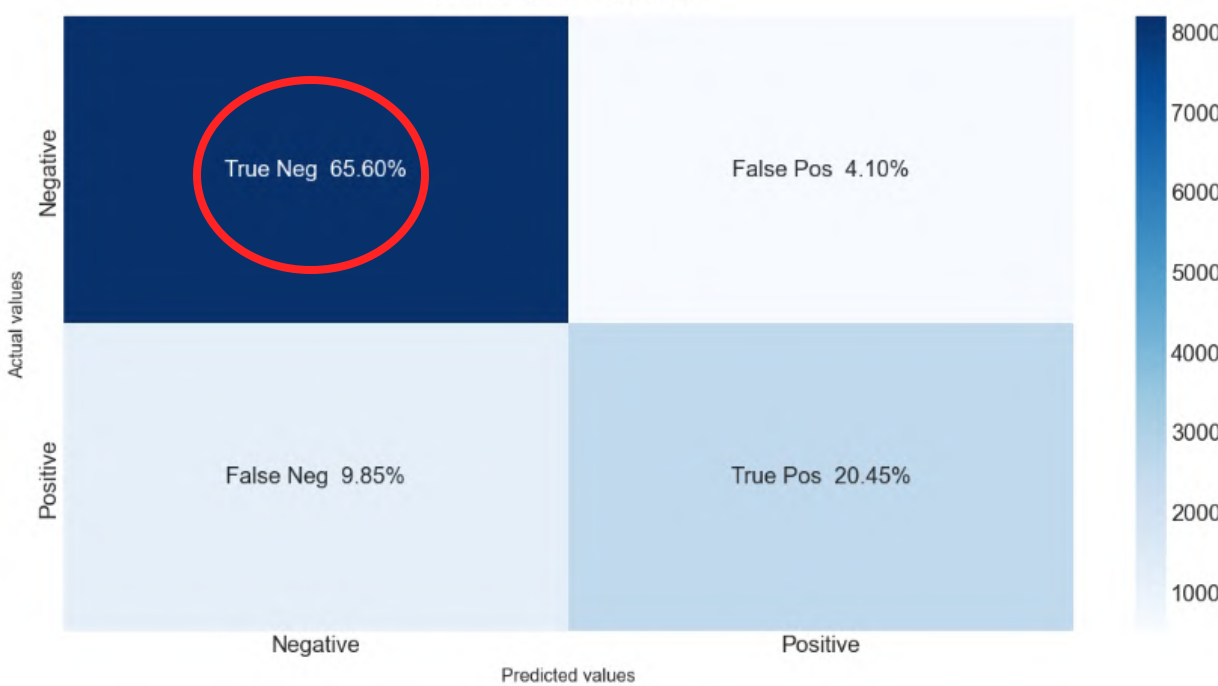 True Neg 65.60%
False Pos 4.10%
False Neg 9.85%
True Pos 20.45%
Negative
Positive
Actual values
Negative
Positive
Predicted values
8000
7000
6000
5000
4000
3000
2000
1000